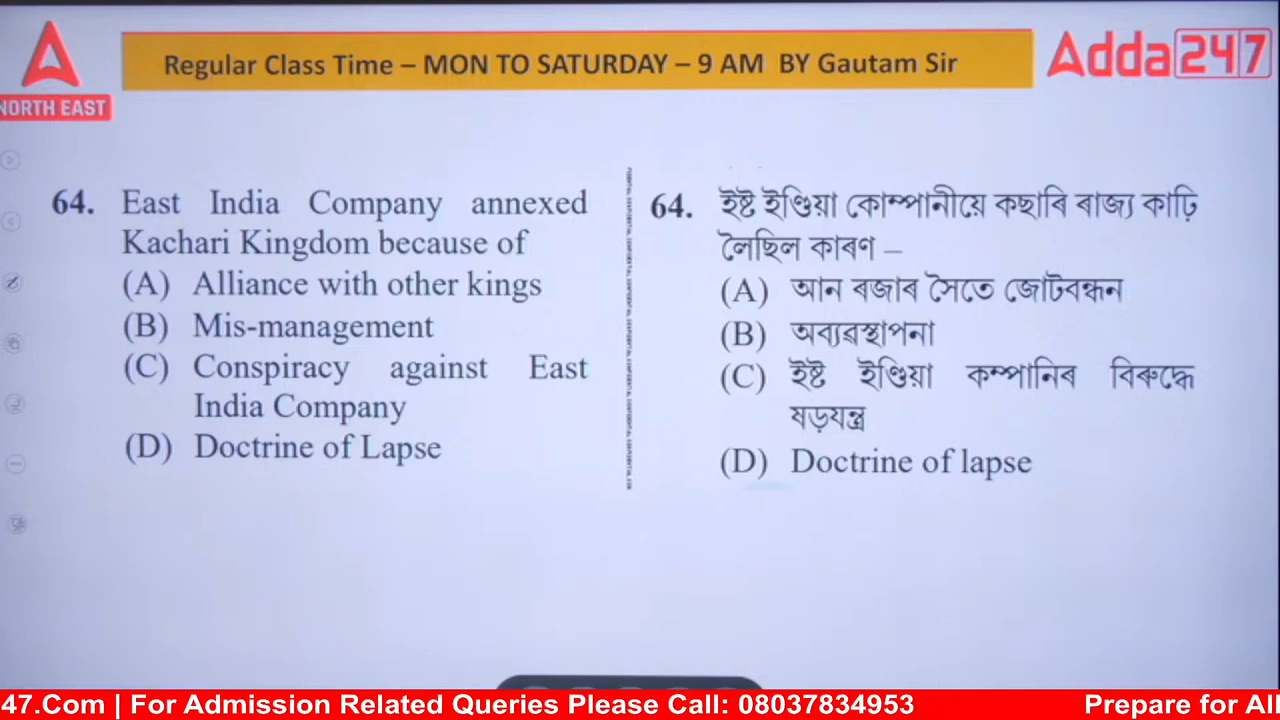 Regular Class Time – MON TO SATURDAY – 9 AM BY Gautam Sir
Adda247
NORTH EAST
64. East India Company annexed
Kachari Kingdom because of
(A) Alliance with other kings
(B) Mis-management
(C) Conspiracy against East
India Company
(D) Doctrine of Lapse
64. ইষ্ট ইণ্ডিয়া কোম্পানীয়ে কছাৰি ৰাজ্য কাঢ়ি
লৈছিল কাৰণ –
(A) আন ৰজাৰ সৈতে জোটবন্ধন
(B) অব্যৱস্থাপনা
(C) ইষ্ট ইণ্ডিয়া কম্পানিৰ বিৰুদ্ধে
ষড়যন্ত্ৰ
(D) Doctrine of lapse
47.Com | For Admission Related Queries Please Call: 08037834953 Prepare for All